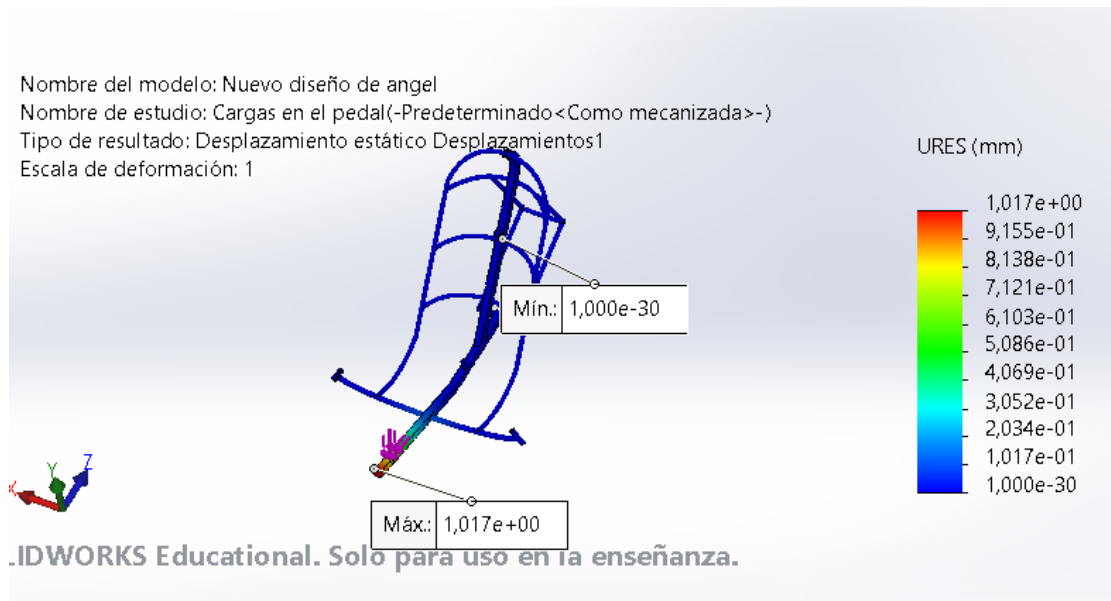 Nombre del modelo: Nuevo diseño de angel
Nombre de estudio: Cargas en el pedal(-Predeterminado<Como mecanizada>-)
Tipo de resultado: Desplazamiento estático Desplazamientos1
Escala de deformación: 1
URES (mm)
1,017e+00
9,155e-01
8,138e-01
7,121e-01
6,103e-01
5,086e-01
4,069e-01
3,052e-01
2,034e-01
1,017e-01
1,000e-30
Mín.: 1,000e-30
Máx.: 1,017e+00
Y
Z
X
LIDWORKS Educational. Solo para uso en la enseñanza.